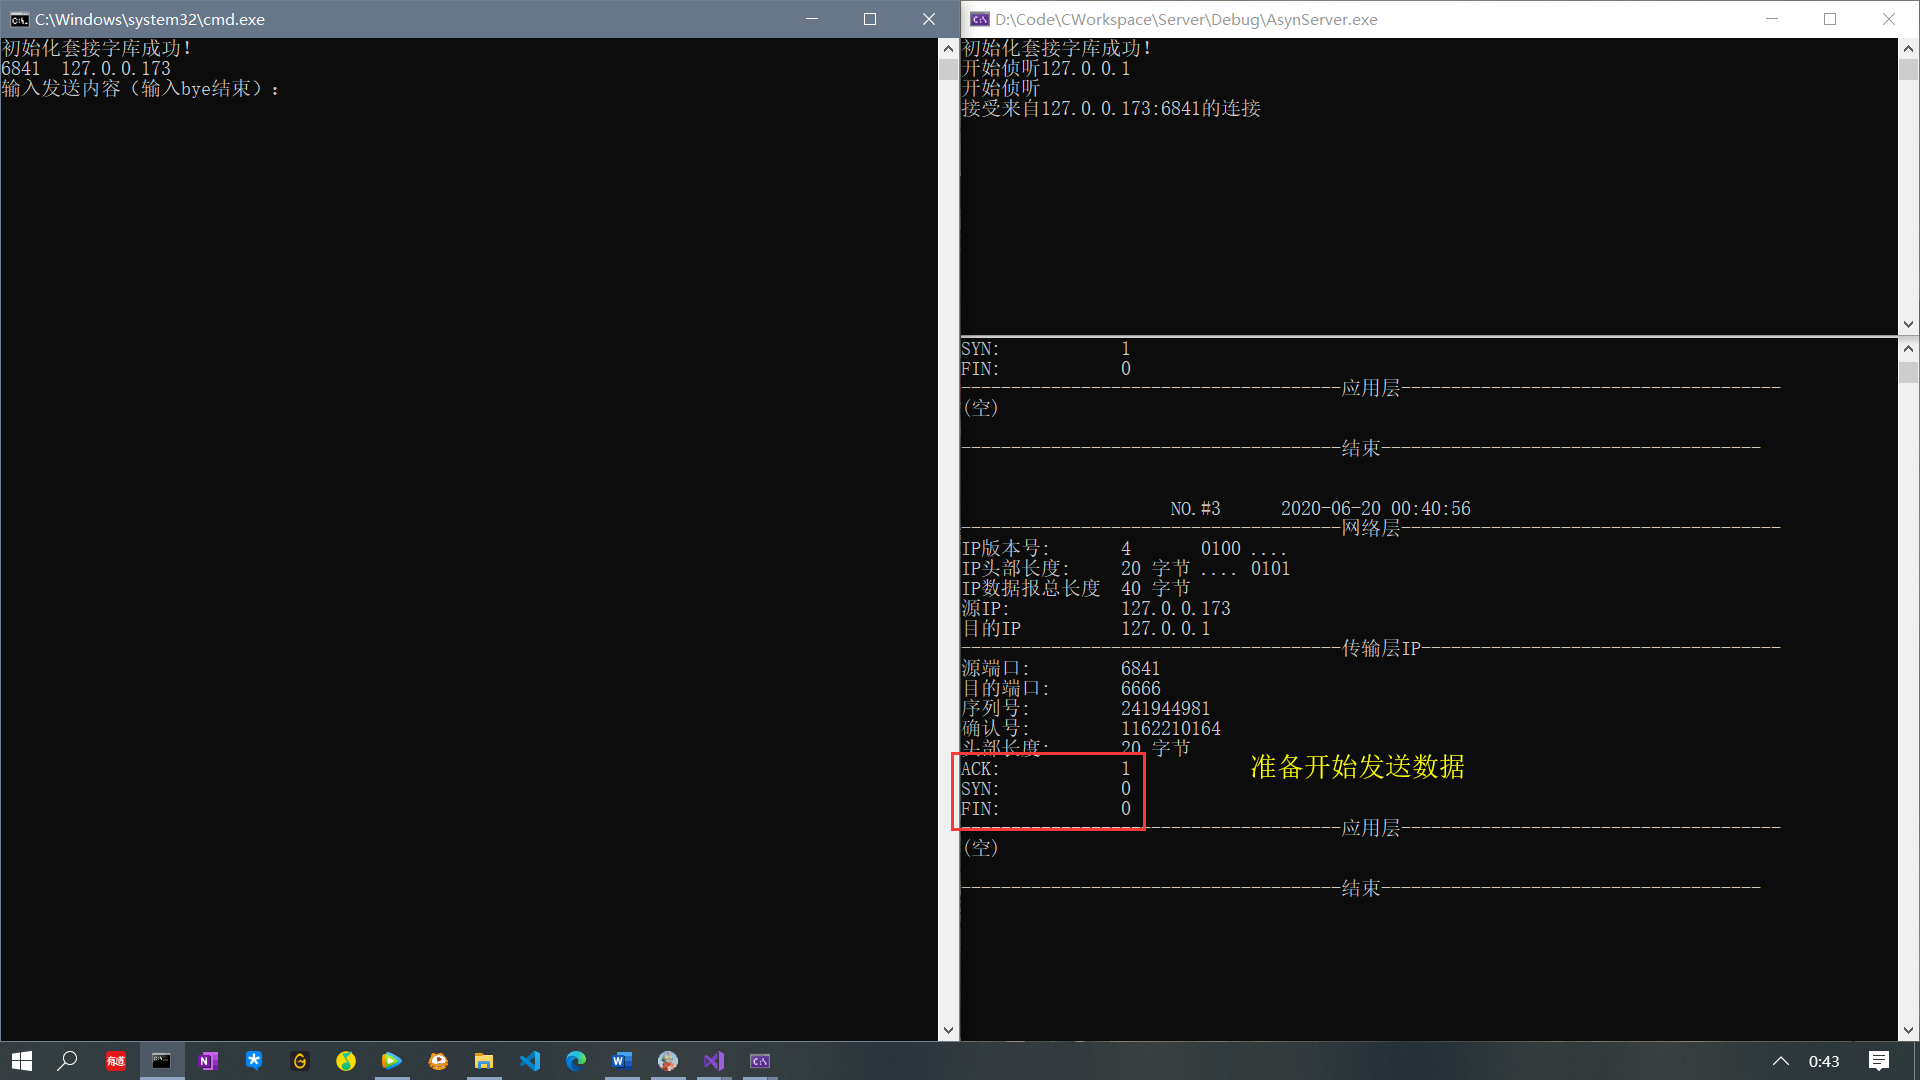 C:\Windows\system32\cmd.exe
初始化套接字库成功!
6841  127.0.0.173
输入发送内容（输入bye结束）:
D:\Code\CWorkspace\Server\Debug\AsynServer.exe
初始化套接字库成功!
开始侦听127.0.0.1
开始侦听
接受来自127.0.0.173:6841的连接
SYN: 1
FIN: 0
--------------------------------------应用层--------------------------------------
(空)
--------------------------------------结束--------------------------------------
NO.#3 2020-06-20 00:40:56
--------------------------------------网络层--------------------------------------
IP版本号: 4 0100 ....
IP头部长度: 20 字节 .... 0101
IP数据报总长度 40 字节
源IP: 127.0.0.173
目的IP 127.0.0.1
--------------------------------------传输层IP------------------------------------
源端口: 6841
目的端口: 6666
序列号: 241944981
确认号: 1162210164
头部长度: 20 字节
ACK: 1
准备开始发送数据
SYN: 0
FIN: 0
--------------------------------------应用层--------------------------------------
(空)
--------------------------------------结束--------------------------------------
有道
0:43